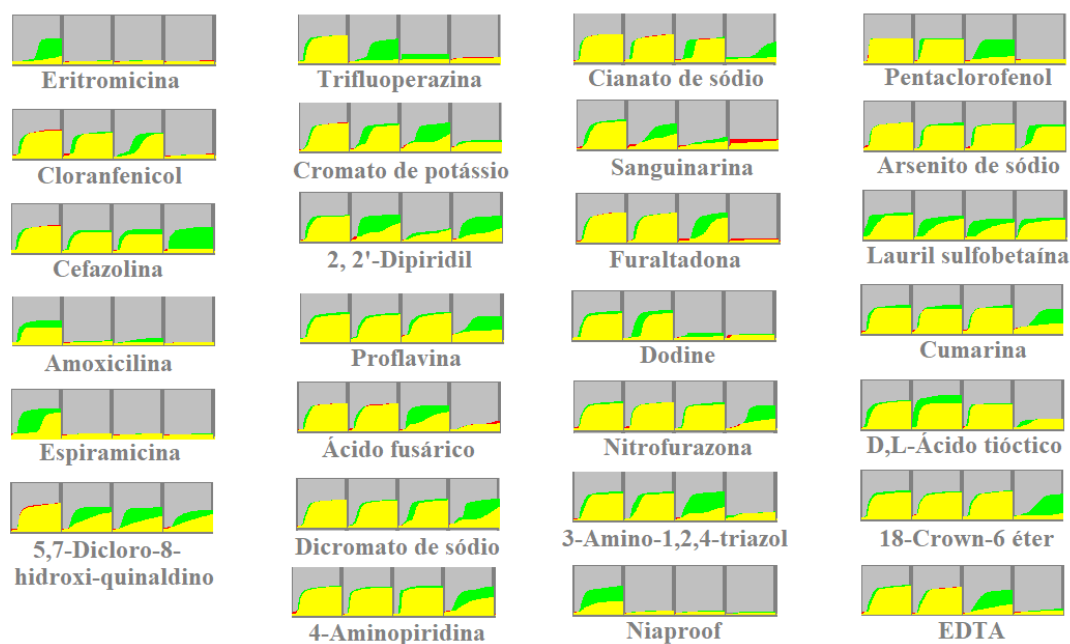 Eritromicina
Trifluoperazina
Cianato de sódio
Pentaclorofenol
Cloranfenicol
Cromato de potássio
Sanguinarina
Arsenito de sódio
Cefazolina
2, 2'-Dipiridil
Furaltadona
Lauril sulfobetaína
Amoxicilina
Proflavina
Dodine
Cumarina
Espiramicina
Ácido fusárico
Nitrofurazona
D,L-Ácido tióctico
5,7-Dicloro-8-
hidroxi-quinaldino
Dicromato de sódio
3-Amino-1,2,4-triazol
18-Crown-6 éter
4-Aminopiridina
Niaproof
EDTA